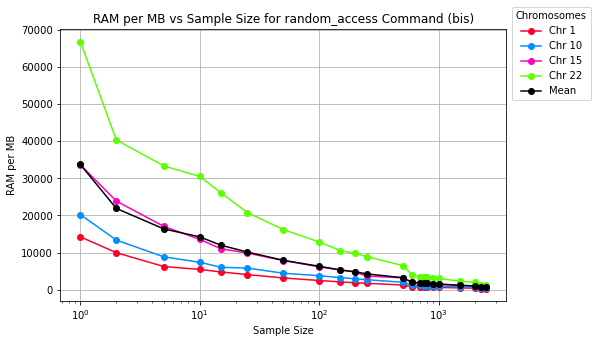 RAM per MB vs Sample Size for random_access Command (bis)
Chromosomes
Chr 1
Chr 10
Chr 15
Chr 22
Mean
RAM per MB
70000
60000
50000
40000
30000
20000
10000
0
10⁰
10¹
10²
10³
Sample Size